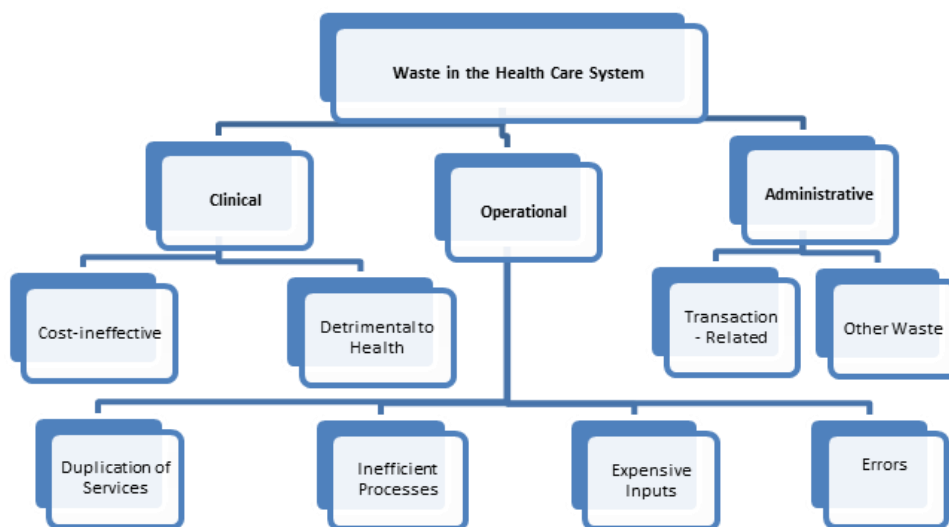 Waste in the Health Care System
Clinical
Operational
Administrative
Cost-ineffective
Detrimental to
Health
Transaction
- Related
Other Waste
Duplication of
Services
Inefficient
Processes
Expensive
Inputs
Errors